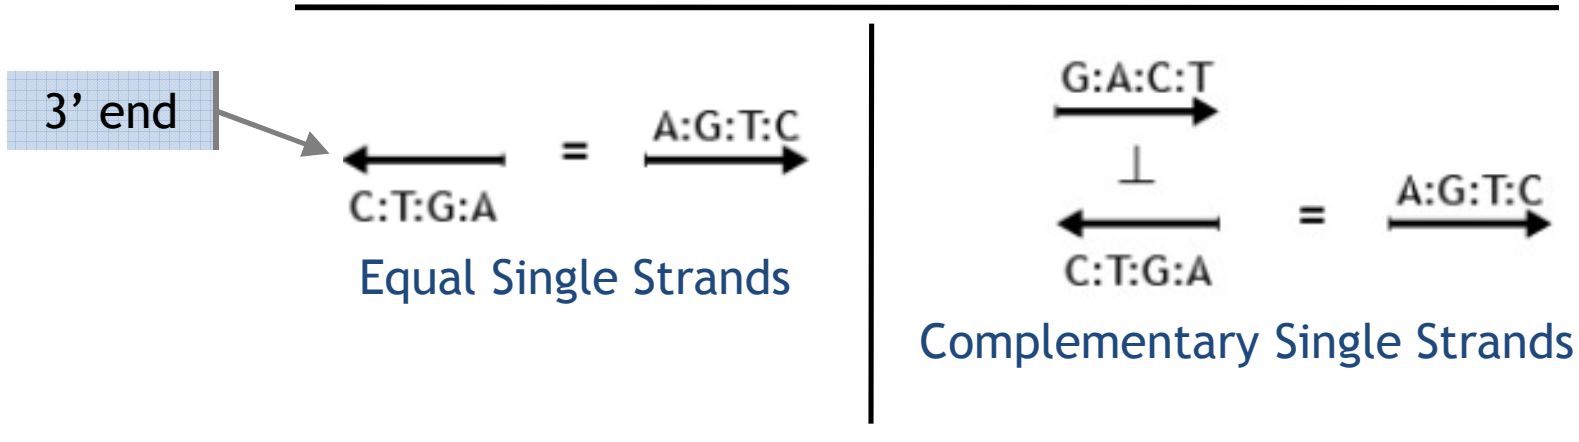 3’ end
=
A:G:T:C
C:T:G:A
Equal Single Strands
G:A:C:T
⊥
=
A:G:T:C
C:T:G:A
Complementary Single Strands